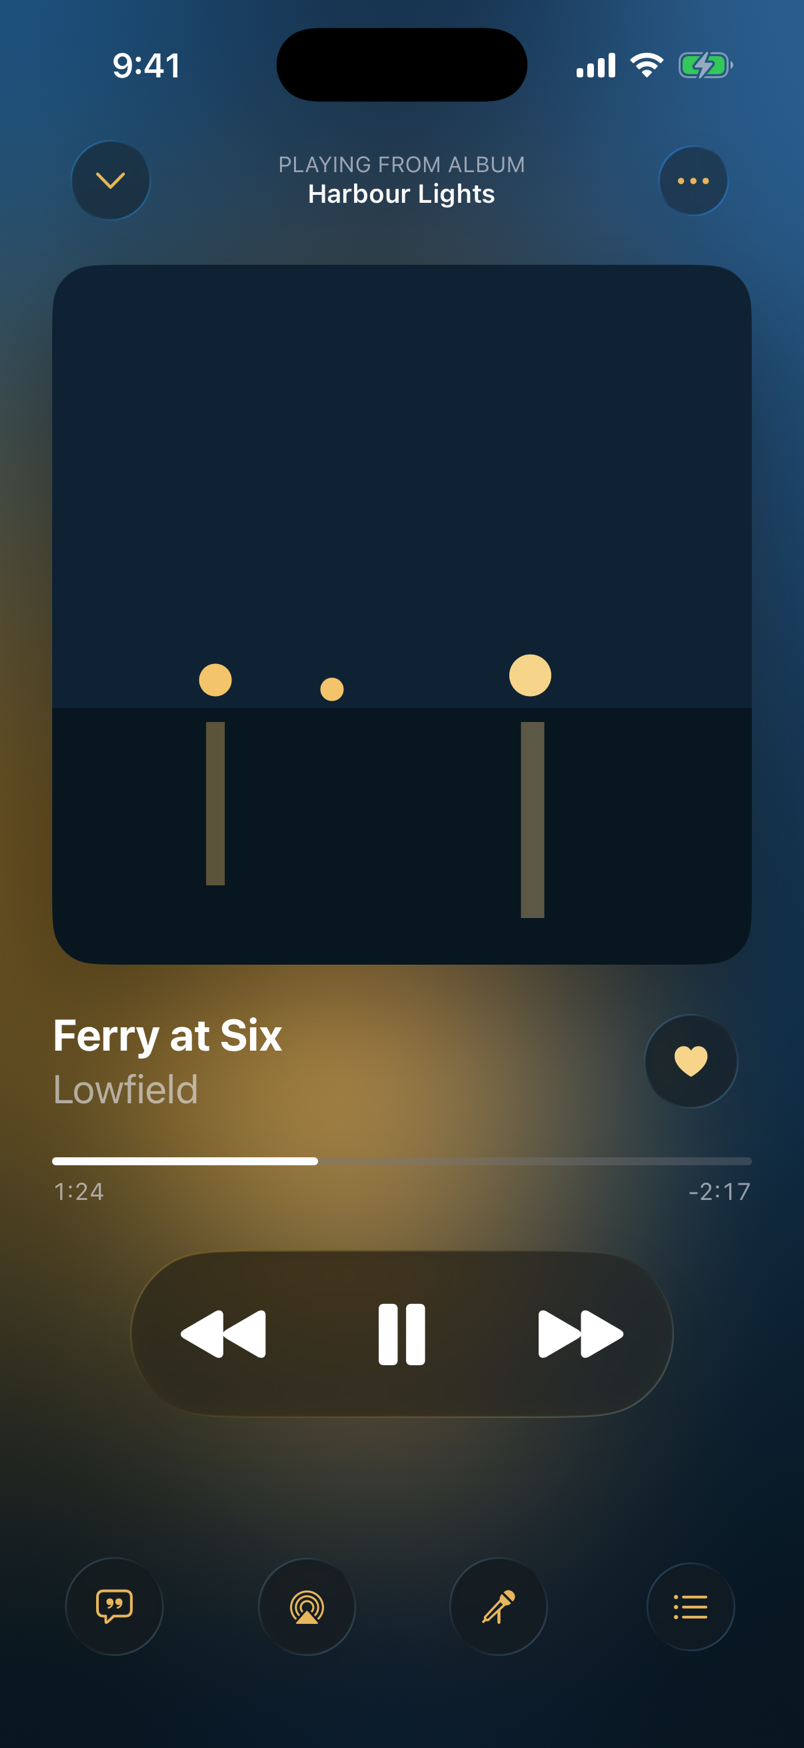 9:41
PLAYING FROM ALBUM
Harbour Lights
Ferry at Six
Lowfield
1:24
-2:17